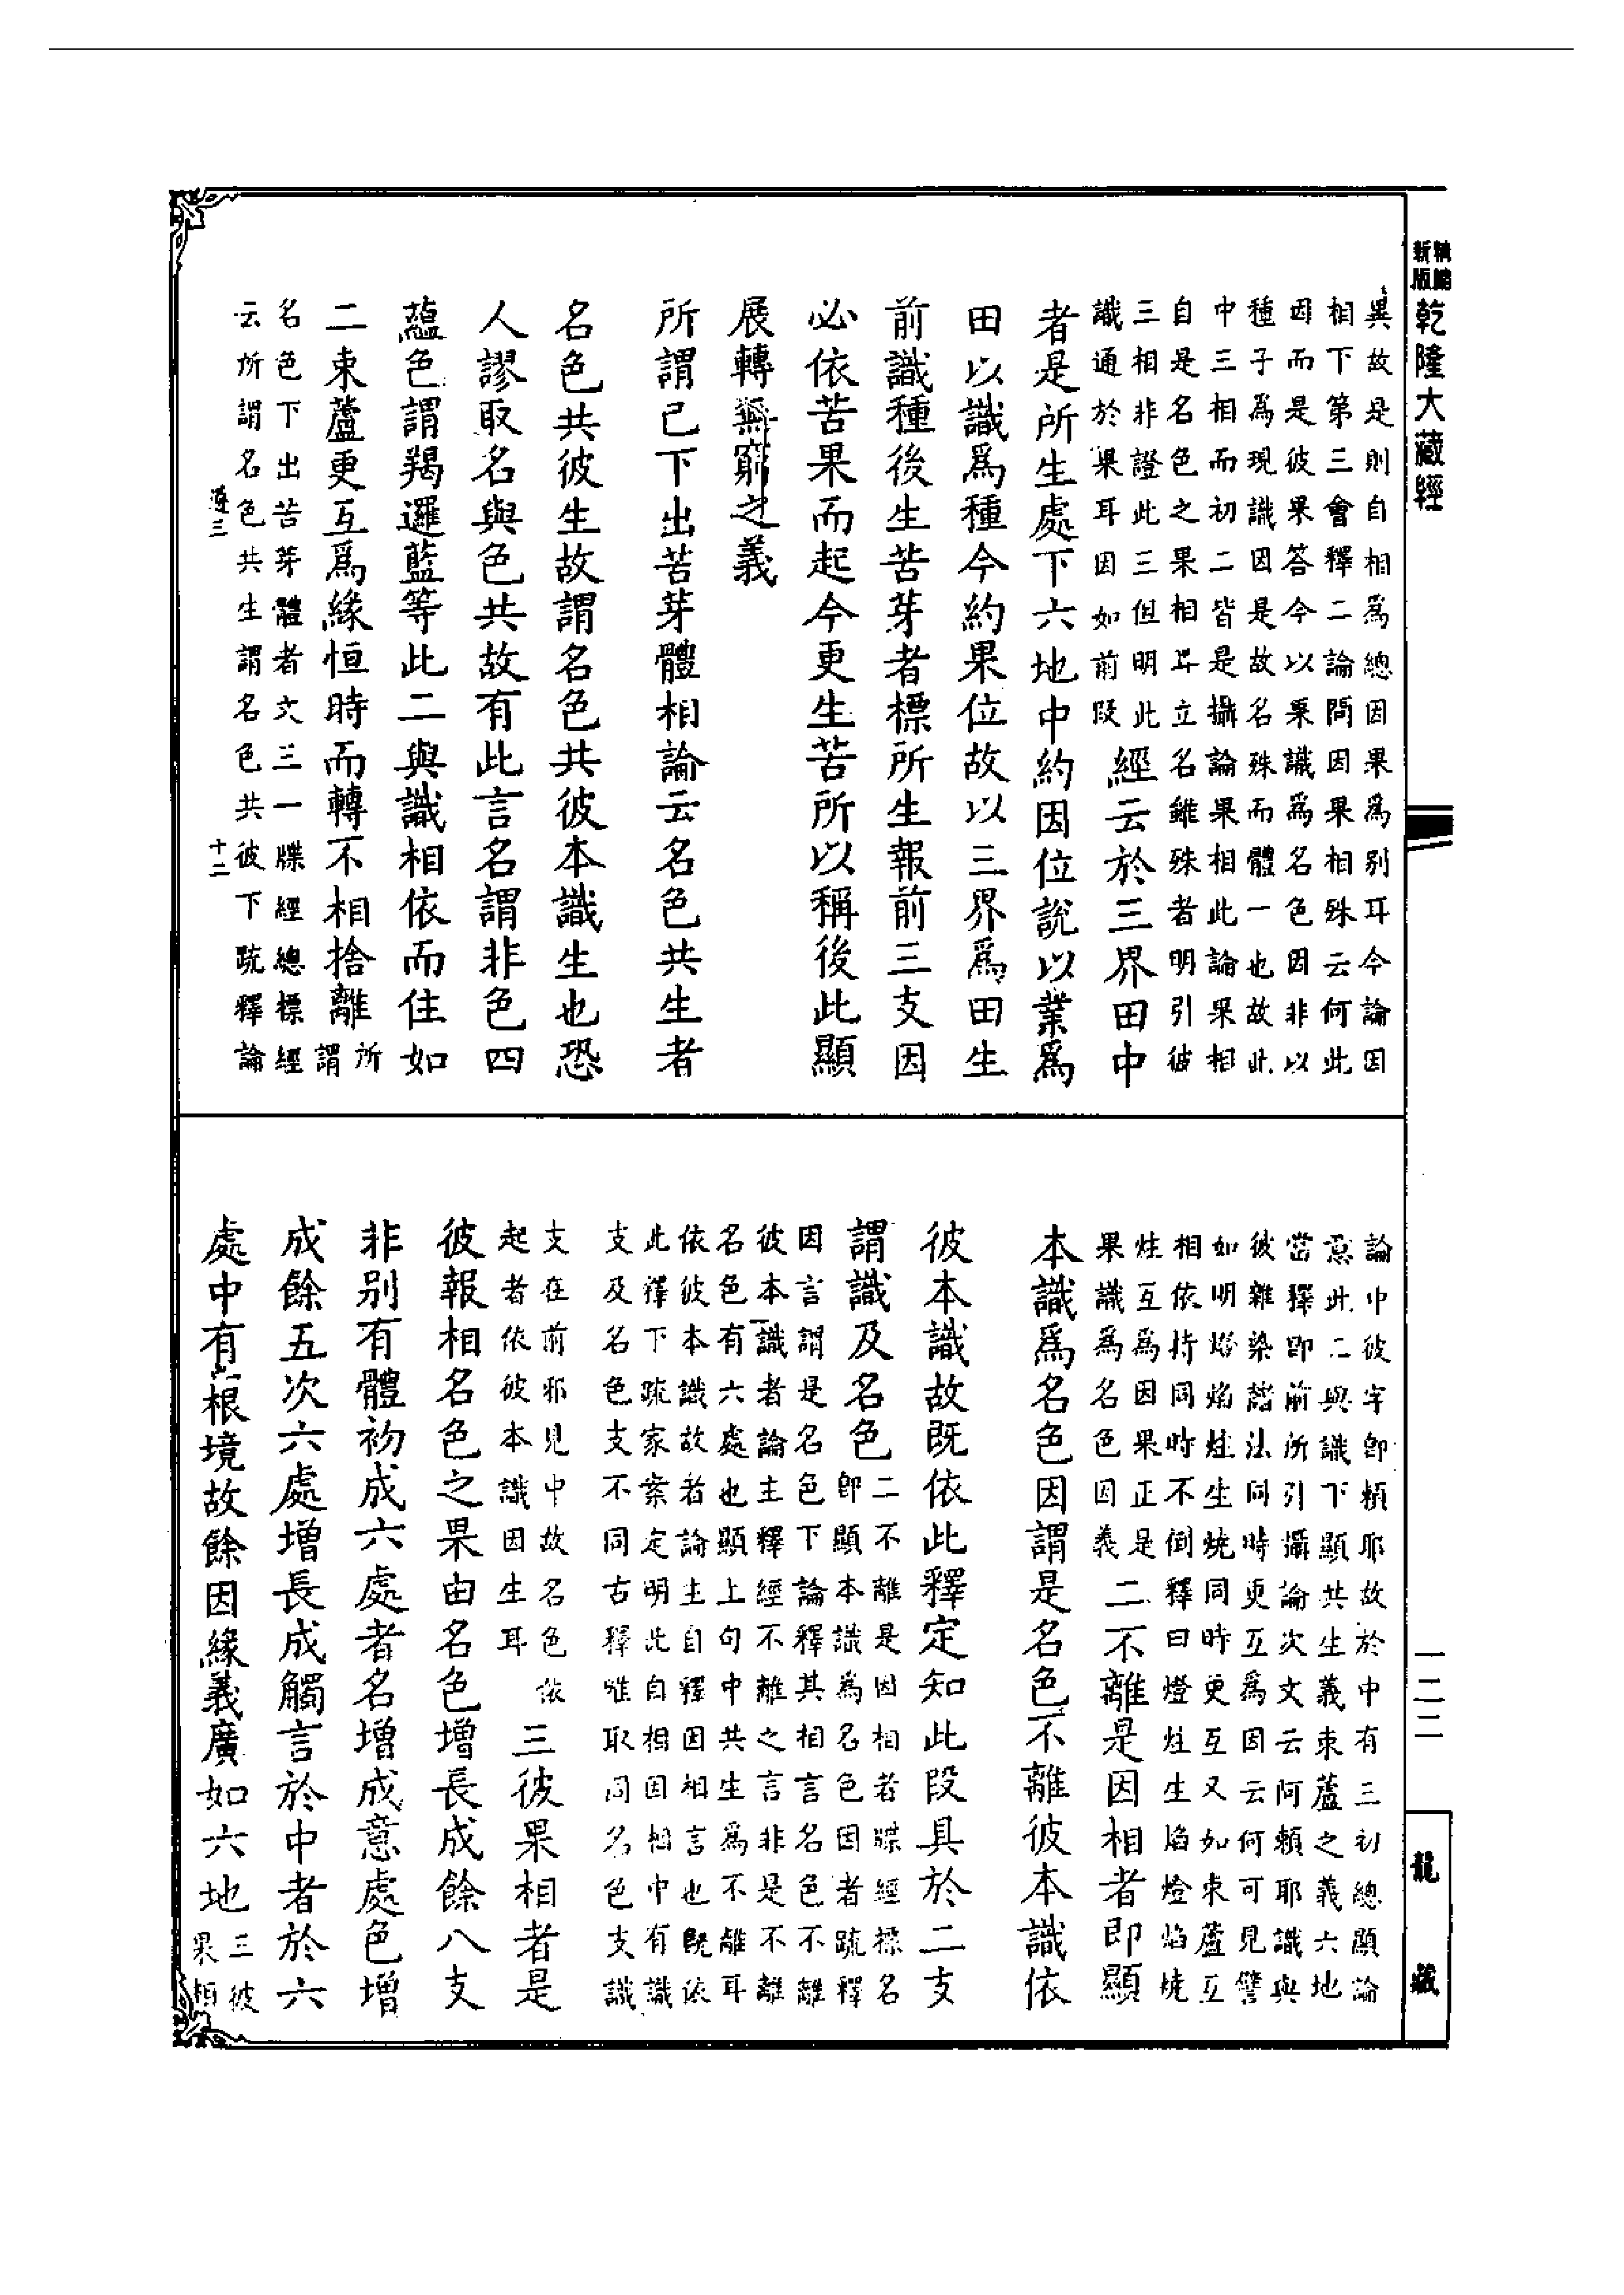 精縮
新版
乾隆大藏經
異故是則自相爲總因果爲別耳今論因
相下第三會釋二論問因果相殊云何此
因而是彼果答今以果識爲名色因非以
種子爲現識因是故名殊而體一也故此
中三相而初二皆是攝論果相此論果相
自是名色之果相耳立名雖殊者明引彼
三相非證此三但明此
識通於果耳因如前段
經云於三界田中
者是所生處下六地中約因位說以業爲
田以識爲種今約果位故以三界爲田生
前識種後生苦芽者標所生報前三支因
必依苦果而起今更生苦所以稱後此顯
展轉無窮之義
所謂已下出苦芽體相論云名色共生者
名色共彼生故謂名色共彼本識生也恐
人謬取名與色共故有此言名謂非色四
蘊色謂羯邏藍等此二與識相依而住如
二束蘆更互爲緣恒時而轉不相捨離
所
謂
名色下出苦芽體者文三一牒經總標經
云所謂名色共生謂名色共彼下疏釋論
遵三
十二
論中彼字即賴耶故於中有三初總顯論
意此二與識下顯共生義束蘆之義六地
當釋即前所引攝論次文云阿賴耶識與
彼雜染諸法同時更互爲因云何可見譬
如明燈焰炷生燒同時更互又如束蘆互
相依持同時不倒釋曰燈炷生焰燈焰燒
炷互爲因果正是
果識爲名色因義
二不離是因相者即顯
本識爲名色因謂是名色不離彼本識依
彼本識故既依此釋定知此段具於二支
謂識及名色
二不離是因相者牒經標名
即顯本識爲名色因者疏釋
因言謂是名色下論釋其相言名色不離
彼本識者論主釋經不離之言非是不離
名色有六處也顯上句中共生爲不離耳
依彼本識故者論主自釋因相言也既依
此釋下疏家案定明此自相因相中有識
支及名色支不同古釋唯取同名色支識
支在前邪見中故名色依
起者依彼本識因生耳
三彼果相者是
彼報相名色之果由名色增長成餘八支
非別有體初成六處者名增成意處色增
成餘五次六處增長成觸言於中者於六
處中有六根境故餘因緣義廣如六地
三彼
果相
一二二
龍藏